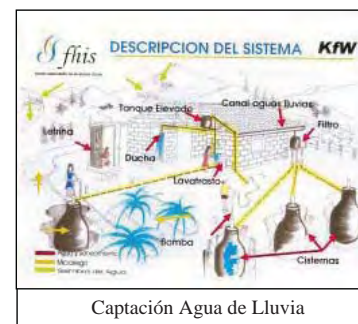 fhis
DESCRIPCION DEL SISTEMA
KfW
Tanque Elevado
Canal aguas lluvias
Filtro
Letrina
Ducha
Lavatrasto
Bomba
Cisternas
Captación Agua de Lluvia